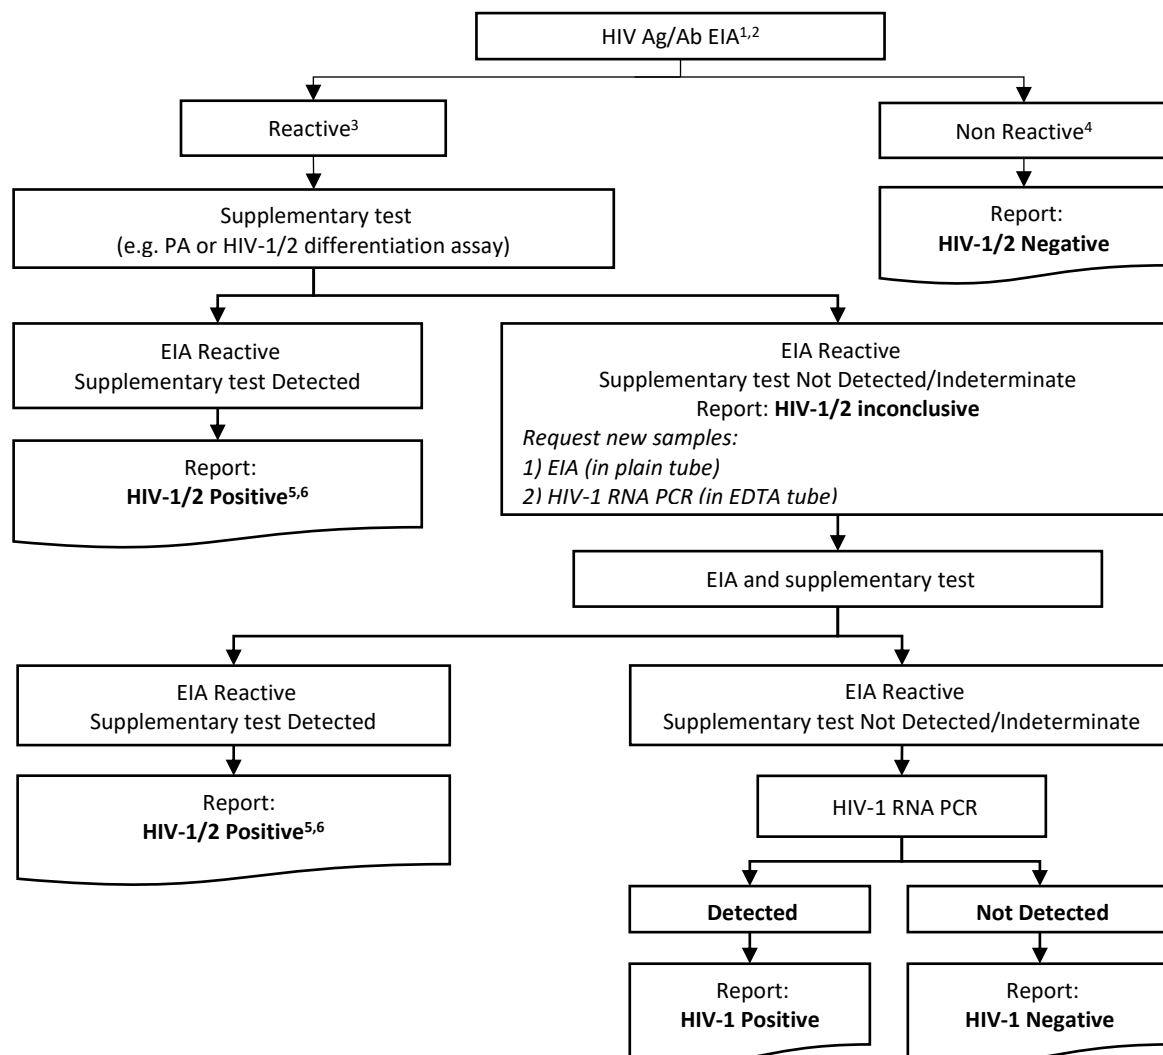 HIV Ag/Ab EIA1,2
Reactive3
Non Reactive4
Supplementary test
(e.g. PA or HIV-1/2 differentiation assay)
Report:
HIV-1/2 Negative
EIA Reactive
Supplementary test Detected
EIA Reactive
Supplementary test Not Detected/Indeterminate
Report: HIV-1/2 inconclusive
Request new samples:
1) EIA (in plain tube)
2) HIV-1 RNA PCR (in EDTA tube)
Report:
HIV-1/2 Positive5,6
EIA and supplementary test
EIA Reactive
Supplementary test Detected
EIA Reactive
Supplementary test Not Detected/Indeterminate
Report:
HIV-1/2 Positive5,6
HIV-1 RNA PCR
Detected
Not Detected
Report:
HIV-1 Positive
Report:
HIV-1 Negative